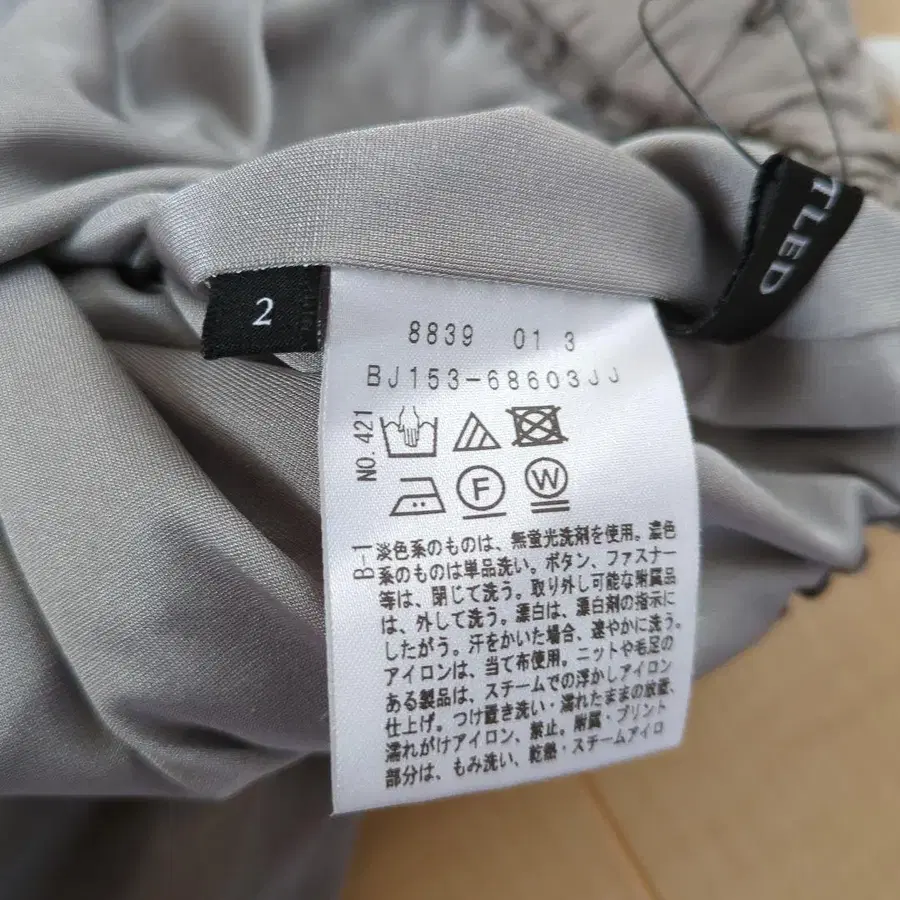 TLED
2
8839 01 3
BJ153-68603JJ
NO. 421
F
W
B-1
淡色系のものは、無蛍光洗剤を使用。濃色
系のものは単品洗い。ボタン、ファスナー
等は、閉じて洗う。取り外し可能な附属品
は、外して洗う。漂白は、漂白剤の指示に
したがう。汗をかいた場合、速やかに洗う。
アイロンは、当て布使用。ニットや毛足の
ある製品は、スチームでの浮かしアイロン
仕上げ。つけ置き洗い・濡れたままの放置、
濡れがけアイロン、禁止。附属・プリント
部分は、もみ洗い、乾熱・スチームアイロ